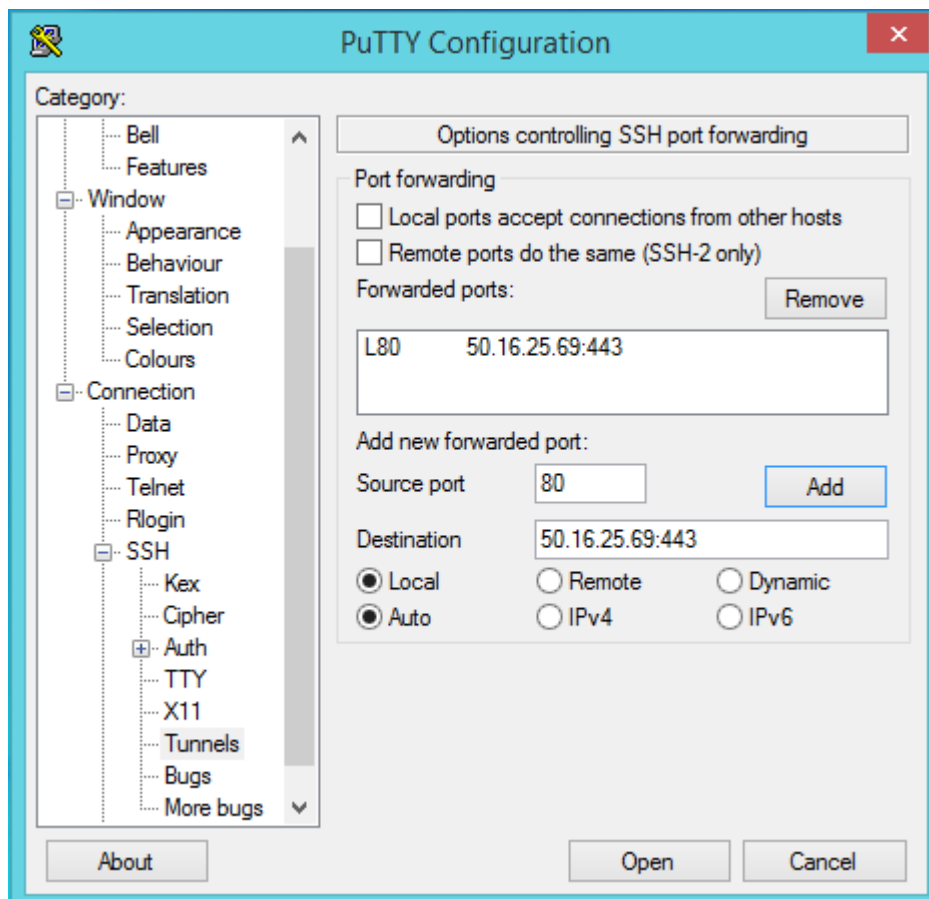 PuTTY Configuration
Category:
Bell
Features
Window
Appearance
Behaviour
Translation
Selection
Colours
Connection
Data
Proxy
Telnet
Rlogin
SSH
Kex
Cipher
Auth
TTY
X11
Tunnels
Bugs
More bugs
Options controlling SSH port forwarding
Port forwarding
Local ports accept connections from other hosts
Remote ports do the same (SSH-2 only)
Forwarded ports:
Remove
L80 50.16.25.69:443
Add new forwarded port:
Source port 80 Add
Destination 50.16.25.69:443
Local Remote Dynamic
Auto IPv4 IPv6
About Open Cancel